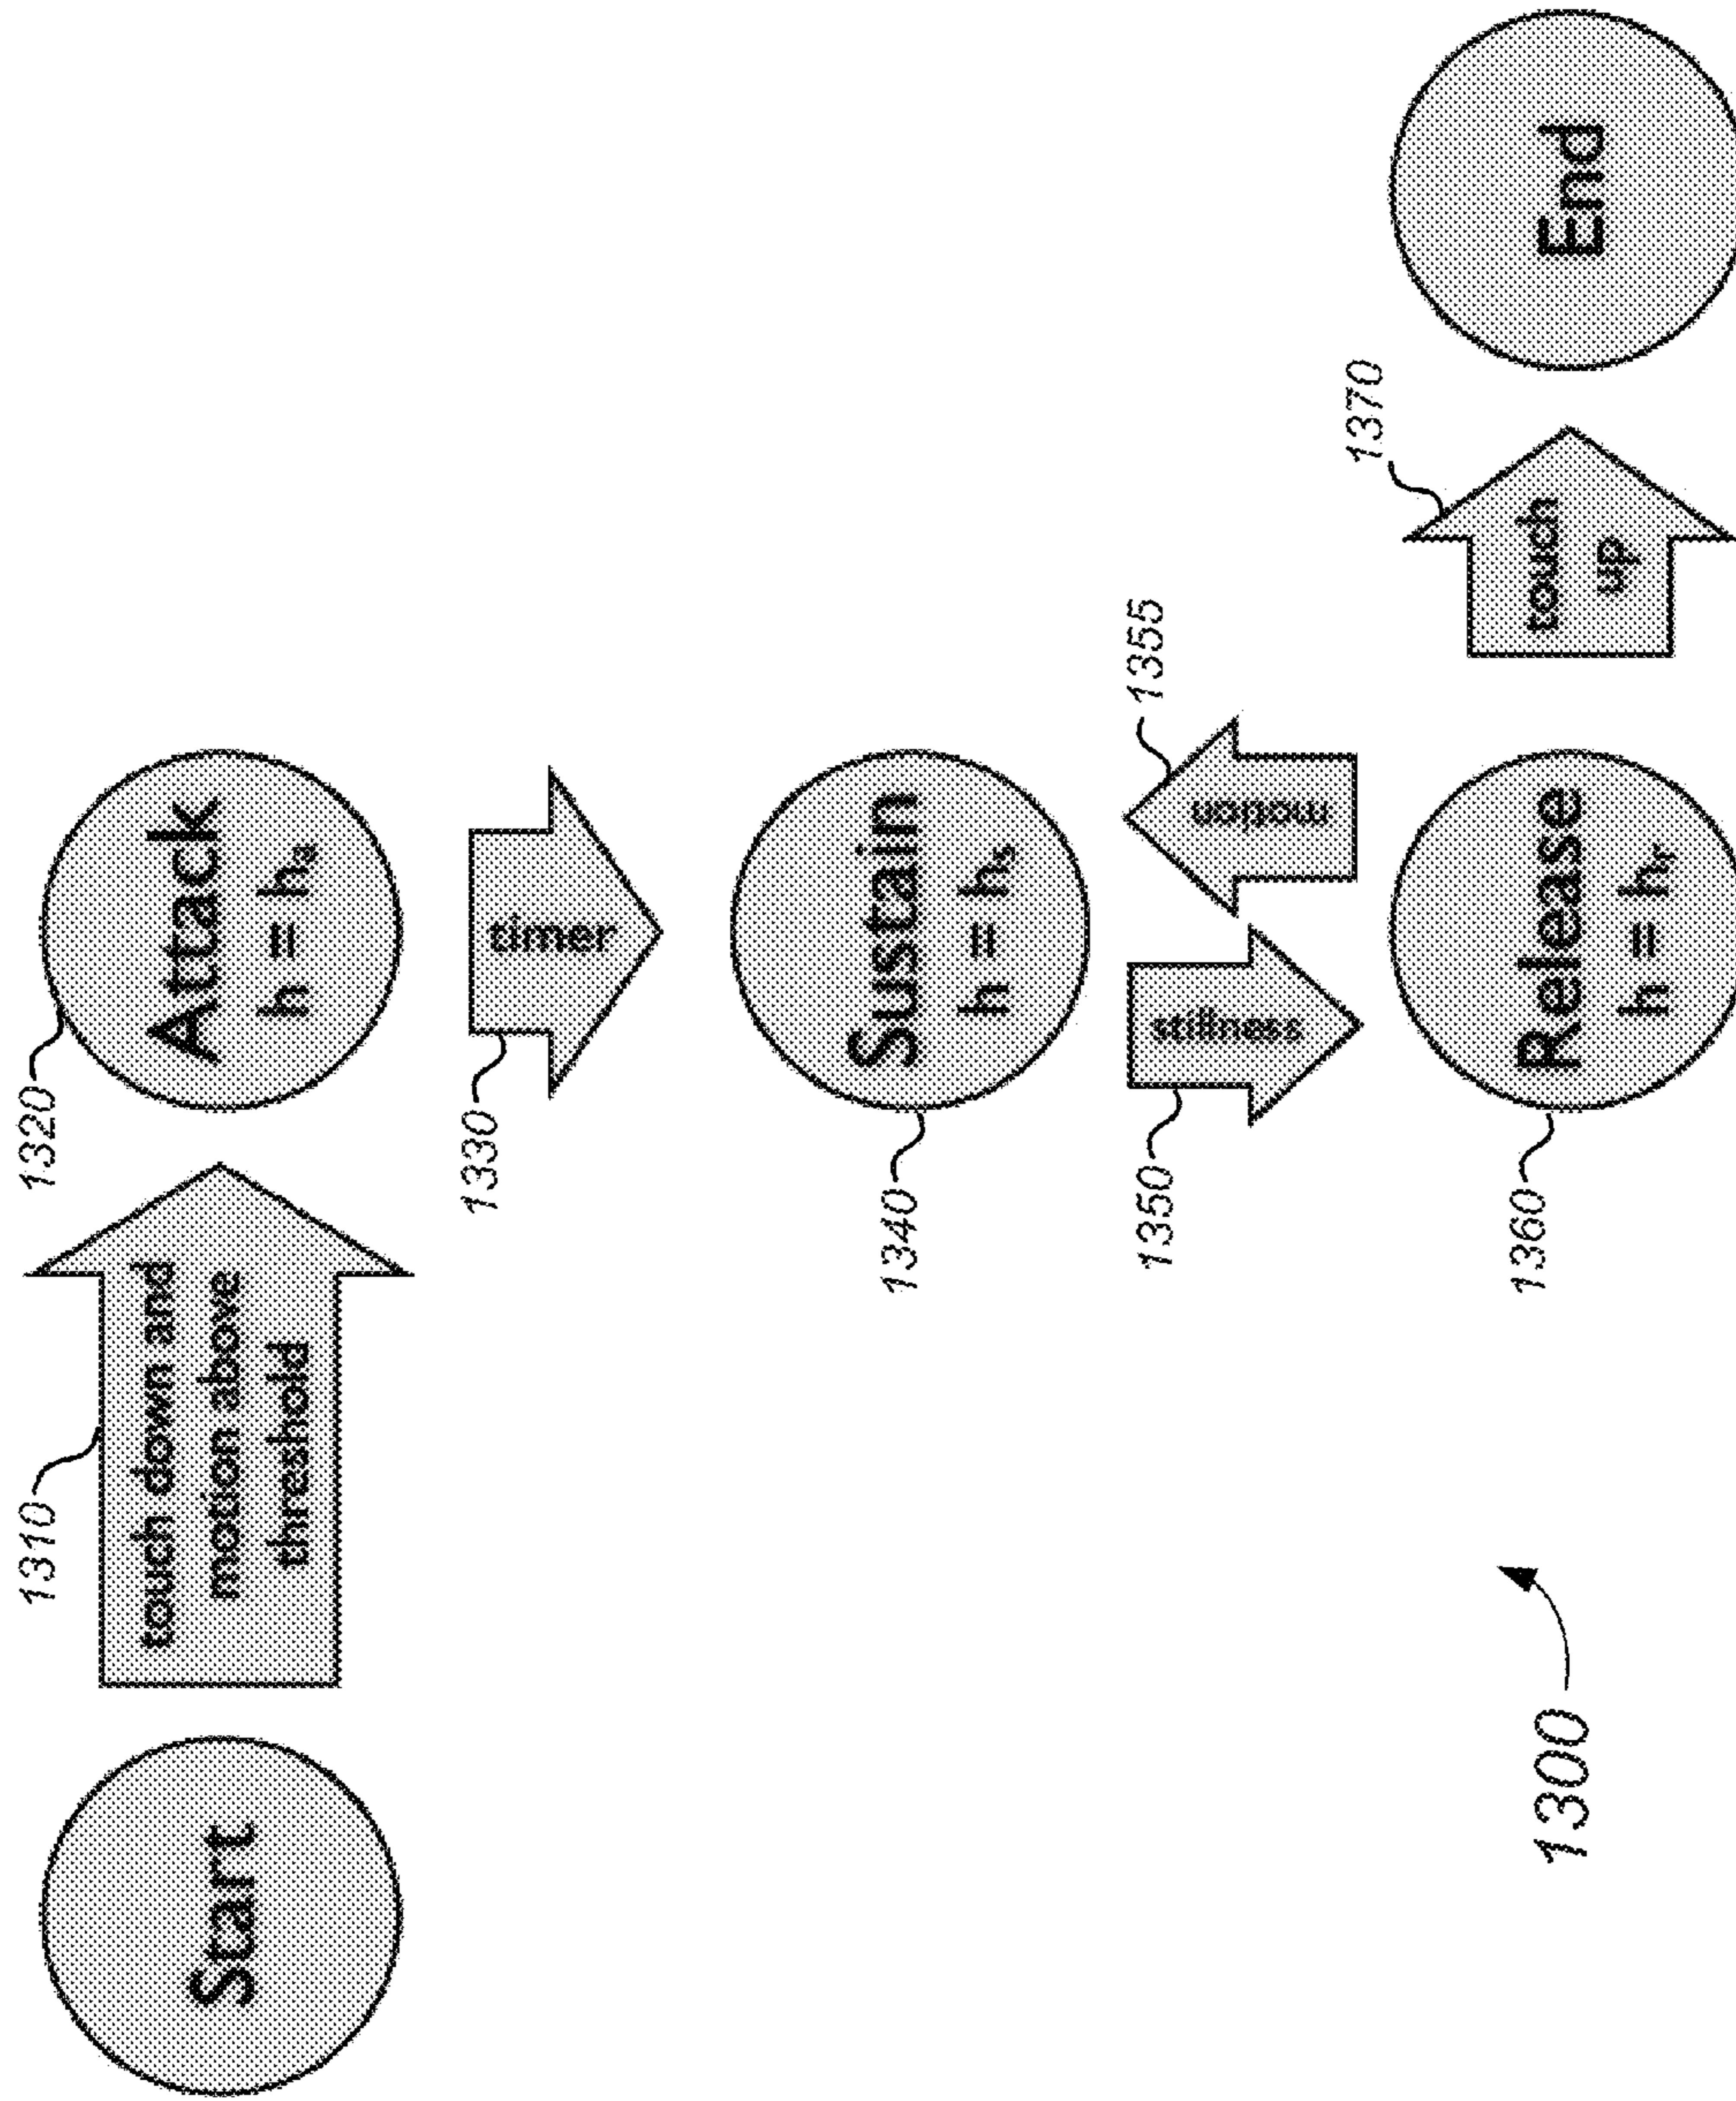 Start
1310
touch down and
motion above
threshold
1320
Attack
h = hₐ
1330
timer
1340
Sustain
h = hₛ
1350
stillness
motion
1355
1360
Release
h = hᵣ
touch
up
1370
End
1300